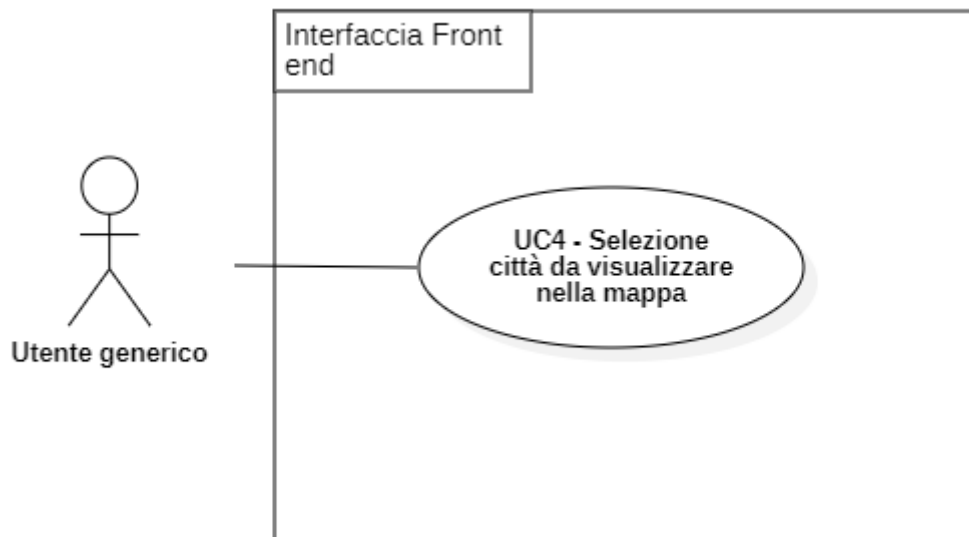 Interfaccia Front
end
UC4 - Selezione
città da visualizzare
nella mappa
Utente generico